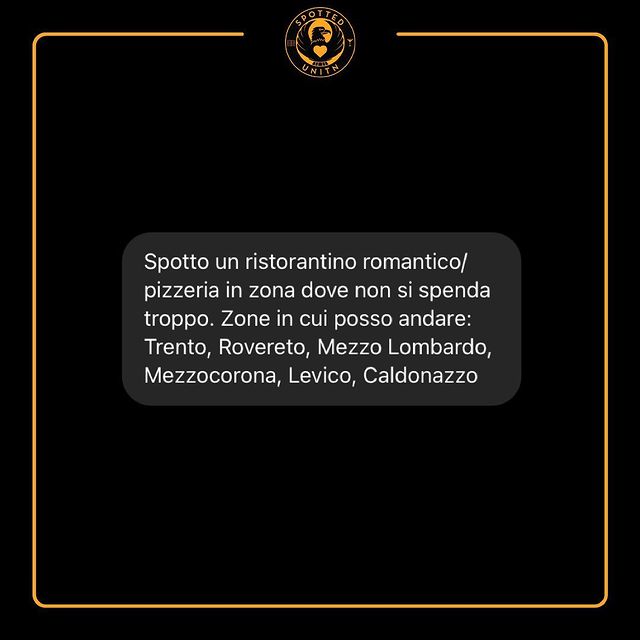 SPOTTED
UNITN
Spotto un ristorantino romantico/
pizzeria in zona dove non si spenda
troppo. Zone in cui posso andare:
Trento, Rovereto, Mezzo Lombardo,
Mezzocorona, Levico, Caldonazzo